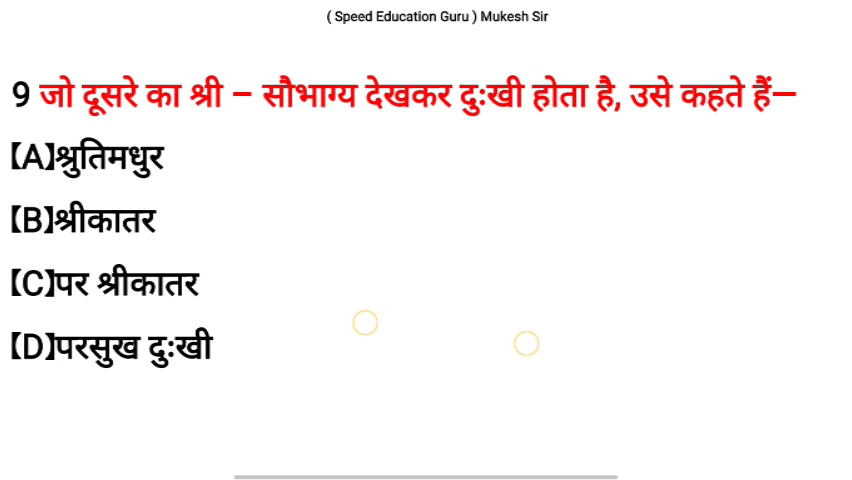 ( Speed Education Guru ) Mukesh Sir
9 जो दूसरे का श्री – सौभाग्य देखकर दुःखी होता है, उसे कहते हैं–
【A】श्रुतिमधुर
【B】श्रीकातर
【C】पर श्रीकातर
【D】परसुख दुःखी